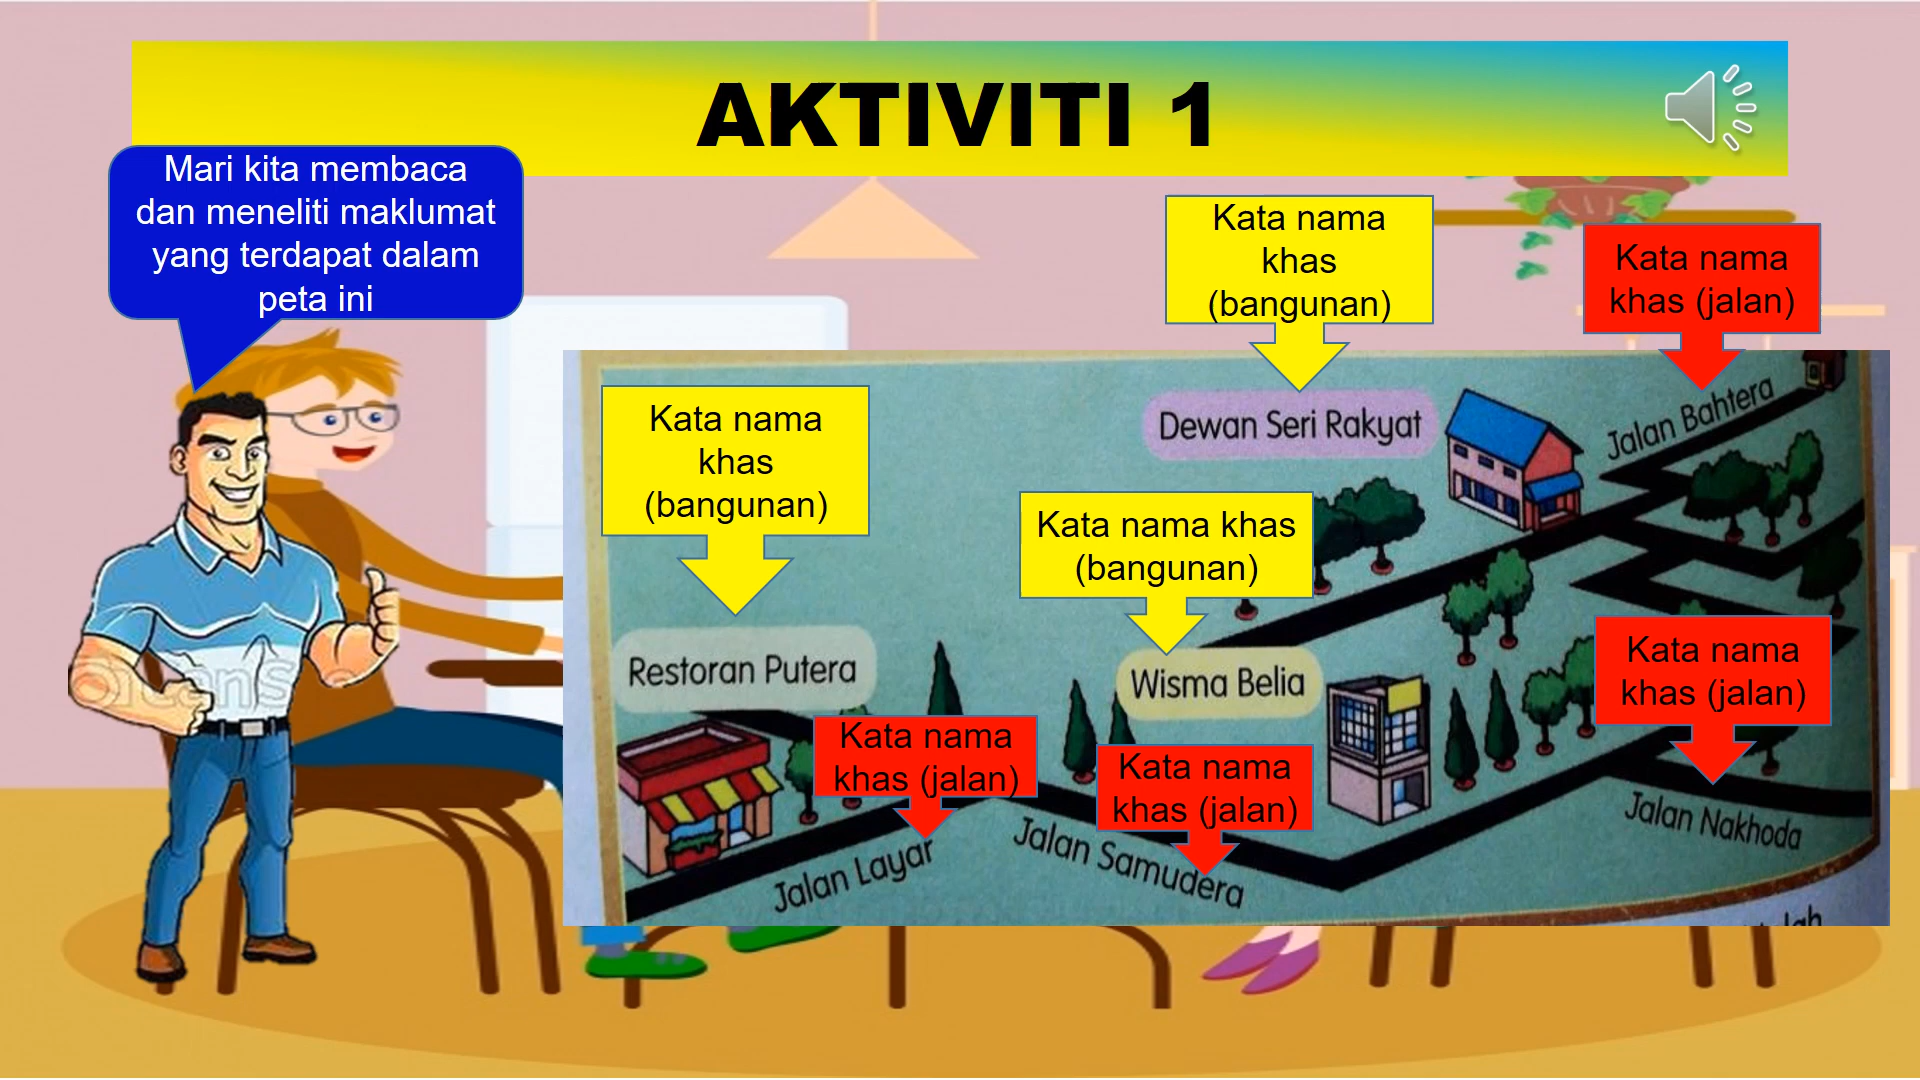 AKTIVITI 1
Mari kita membaca
dan meneliti maklumat
yang terdapat dalam
peta ini
Kata nama
khas
(bangunan)
Kata nama
khas (jalan)
Kata nama
khas
(bangunan)
Dewan Seri Rakyat
Jalan Bahtera
Kata nama khas
(bangunan)
Restoran Putera
Wisma Belia
Kata nama
khas (jalan)
Kata nama
khas (jalan)
Kata nama
khas (jalan)
Jalan Layar
Jalan Samudera
Jalan Nakhoda